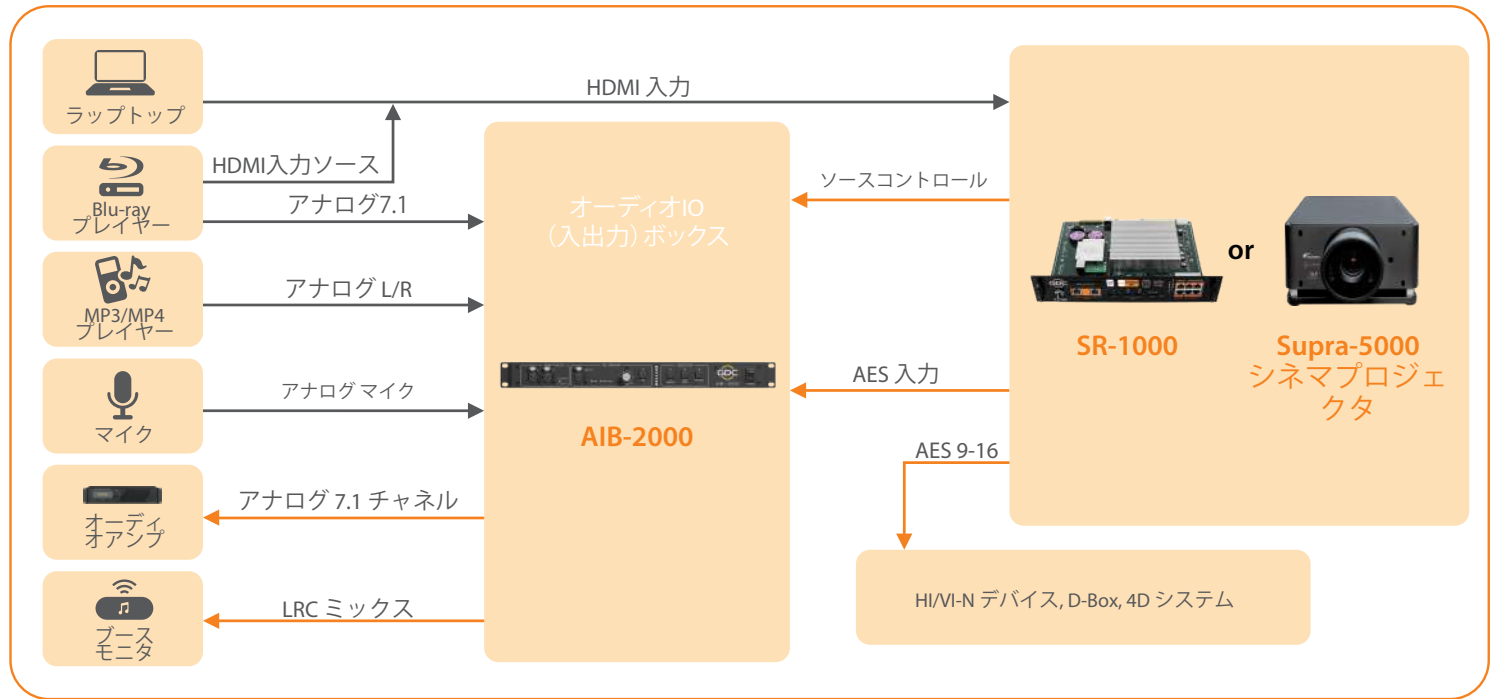 ラップトップ
HDMI 入力
HDMI入力ソース
Blu-ray
プレイヤー
アナログ7.1
MP3/MP4
プレイヤー
アナログ L/R
マイク
アナログ マイク
オーディ
オアンプ
アナログ 7.1 チャネル
ブース
モニタ
LRC ミックス
オーディオIO
（入出力）ボックス
GDC
AIB-2000
ソースコントロール
AES 入力
AES 9-16
or
SR-1000
Supra-5000
シネマプロジェ
クタ
HI/VI-N デバイス, D-Box, 4D システム